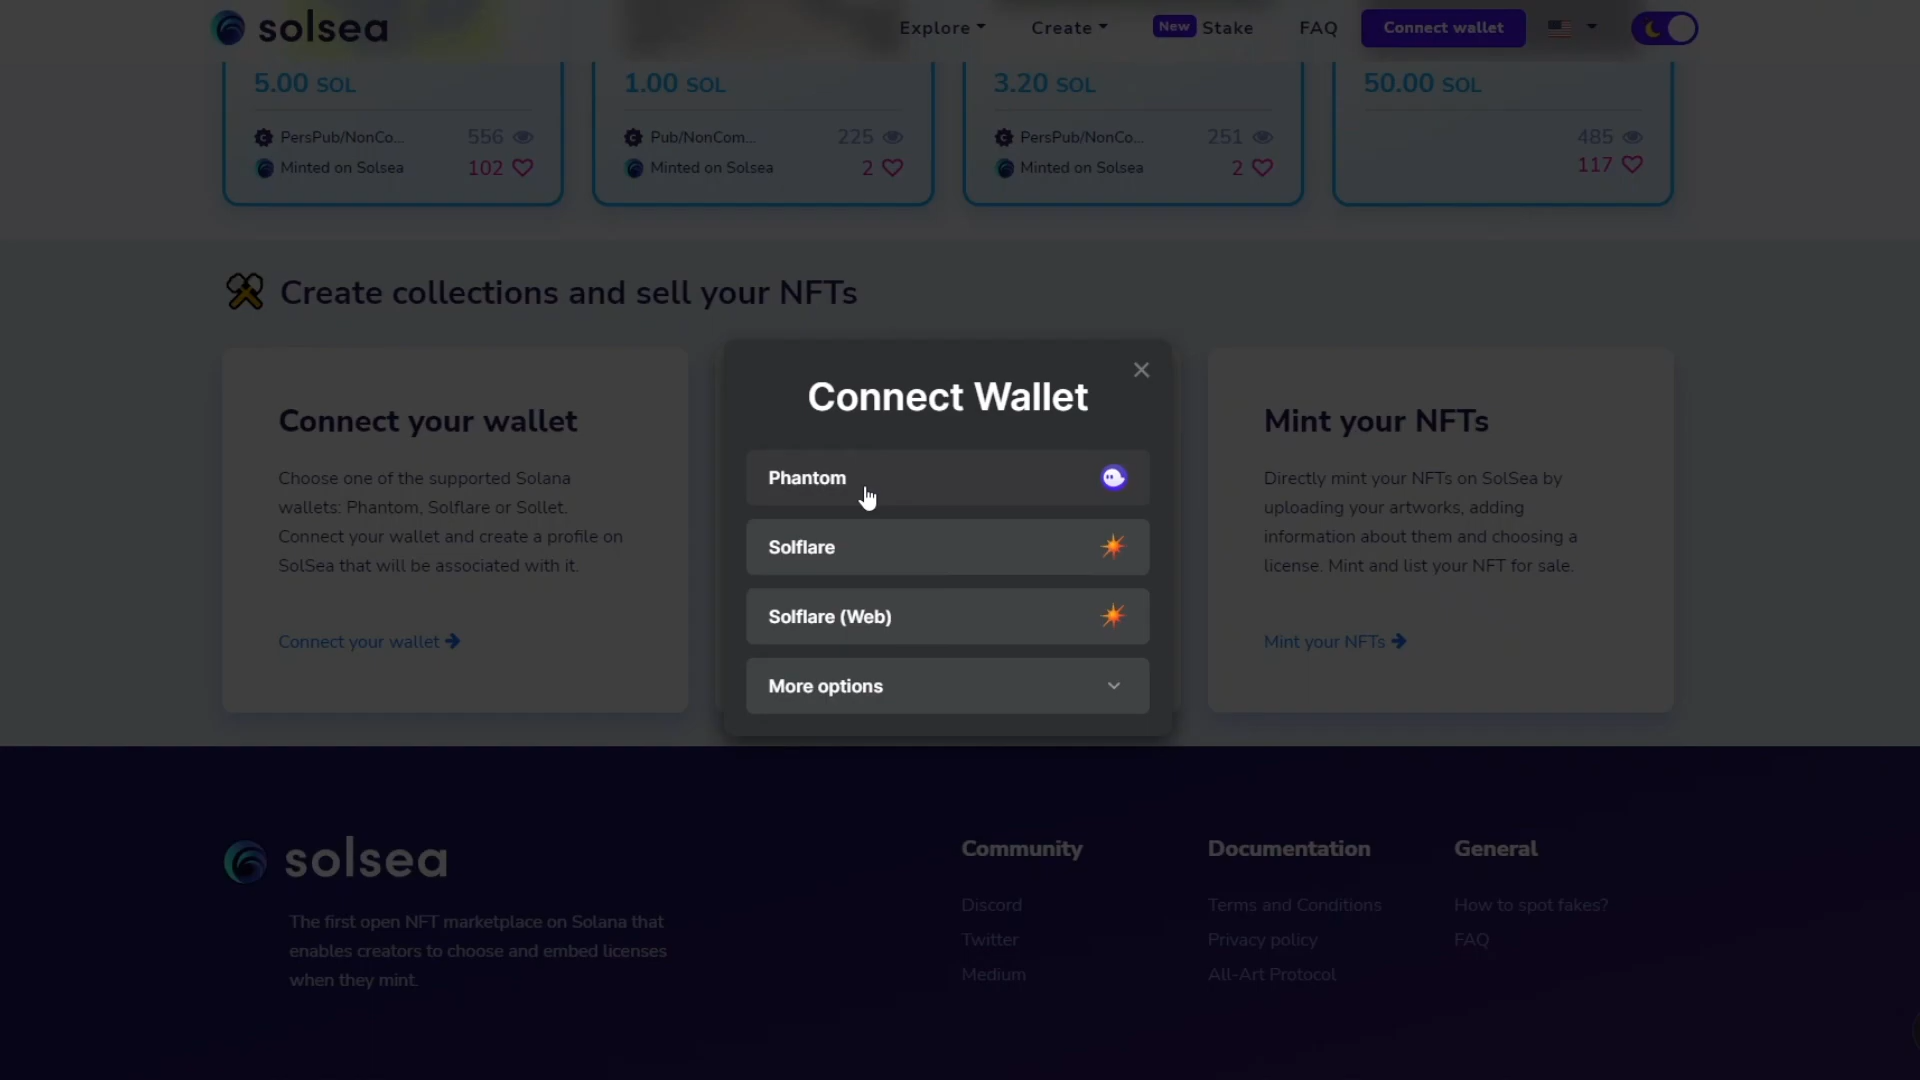 solsea
Explore
Create
New Stake
FAQ
Connect wallet
5.00 SOL
PersPub/NonCo... 556
Minted on Solsea 102
1.00 SOL
Pub/NonCom... 225
Minted on Solsea 2
3.20 SOL
PersPub/NonCo... 251
Minted on Solsea 2
50.00 SOL
485
117
Create collections and sell your NFTs
Connect your wallet
Choose one of the supported Solana
wallets: Phantom, Solflare or Sollet.
Connect your wallet and create a profile on
SolSea that will be associated with it.
Connect your wallet
Connect Wallet
Phantom
Solflare
Solflare (Web)
More options
Mint your NFTs
Directly mint your NFTs on SolSea by
uploading your artworks, adding
information about them and choosing a
license. Mint and list your NFT for sale.
Mint your NFTs
solsea
The first open NFT marketplace on Solana that
enables creators to choose and embed licenses
when they mint.
Community
Discord
Twitter
Medium
Documentation
Terms and Conditions
Privacy policy
All-Art Protocol
General
How to spot fakes?
FAQ